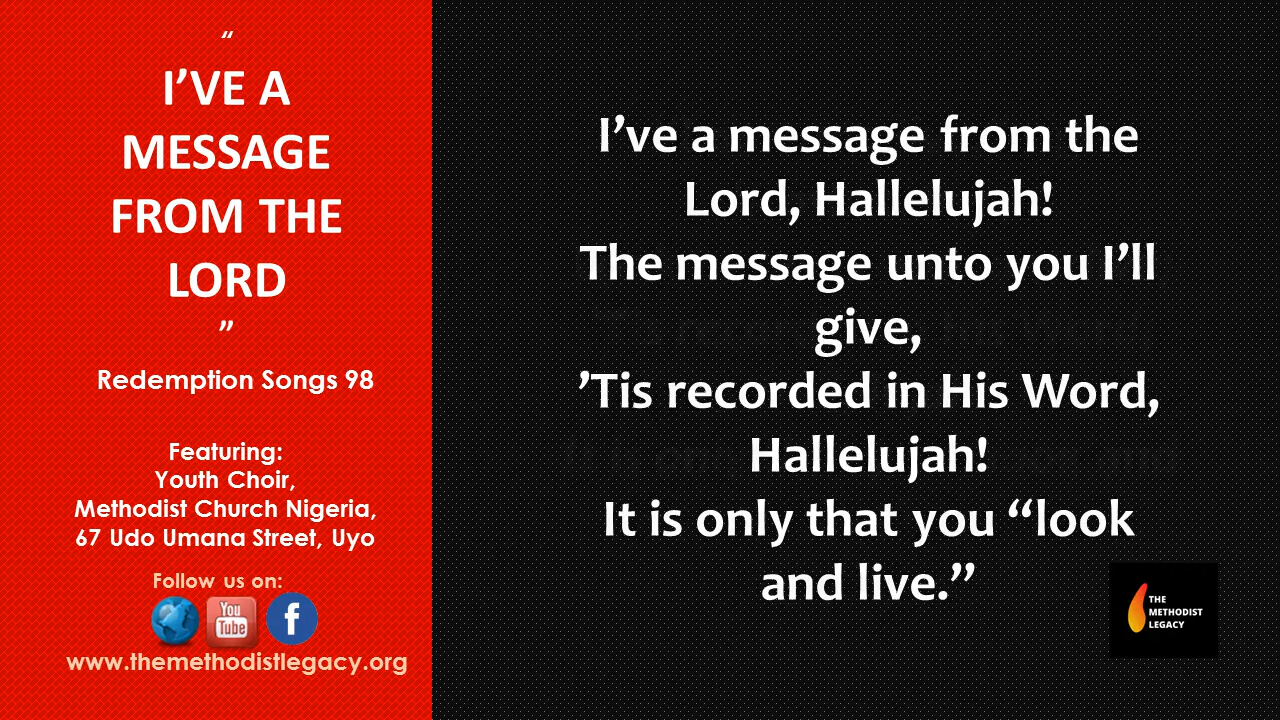 “
I’VE A
MESSAGE
FROM THE
LORD
”
Redemption Songs 98
Featuring:
Youth Choir,
Methodist Church Nigeria,
67 Udo Umana Street, Uyo
Follow us on:
You
Tube
f
www.themethodistlegacy.org
I’ve a message from the
Lord, Hallelujah!
The message unto you I’ll
give,
’Tis recorded in His Word,
Hallelujah!
It is only that you “look
and live.”
THE
METHODIST
LEGACY